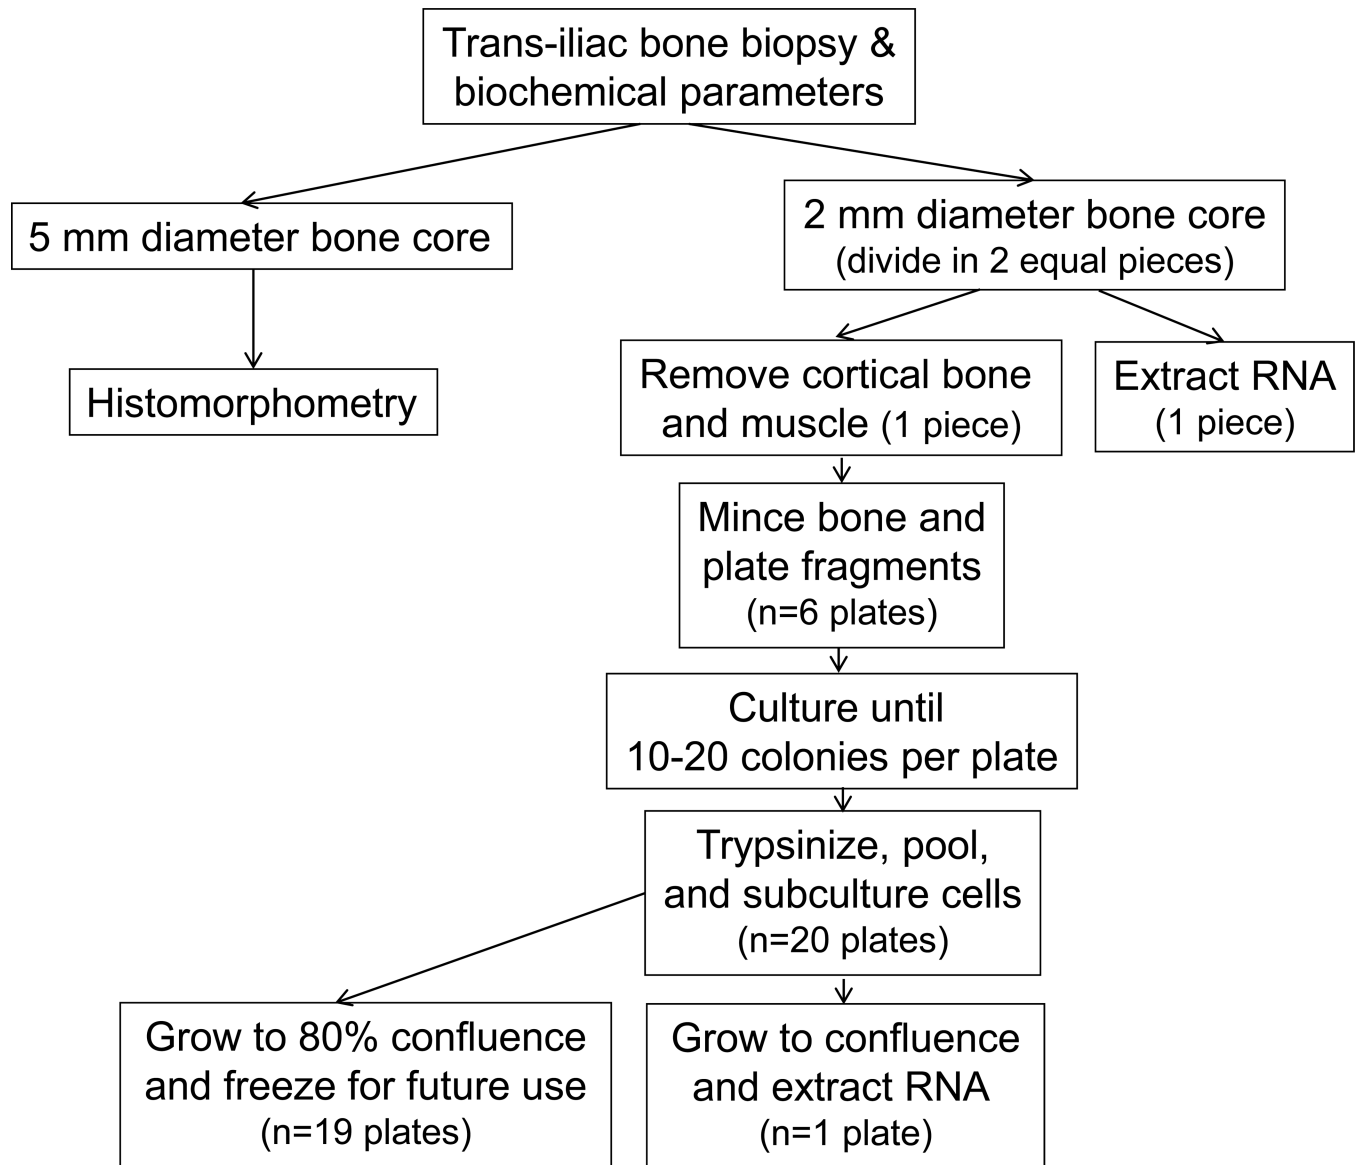 Trans-iliac bone biopsy &
biochemical parameters
5 mm diameter bone core
2 mm diameter bone core
(divide in 2 equal pieces)
Histomorphometry
Remove cortical bone
and muscle (1 piece)
Extract RNA
(1 piece)
Mince bone and
plate fragments
(n=6 plates)
Culture until
10-20 colonies per plate
Trypsinize, pool,
and subculture cells
(n=20 plates)
Grow to 80% confluence
and freeze for future use
(n=19 plates)
Grow to confluence
and extract RNA
(n=1 plate)